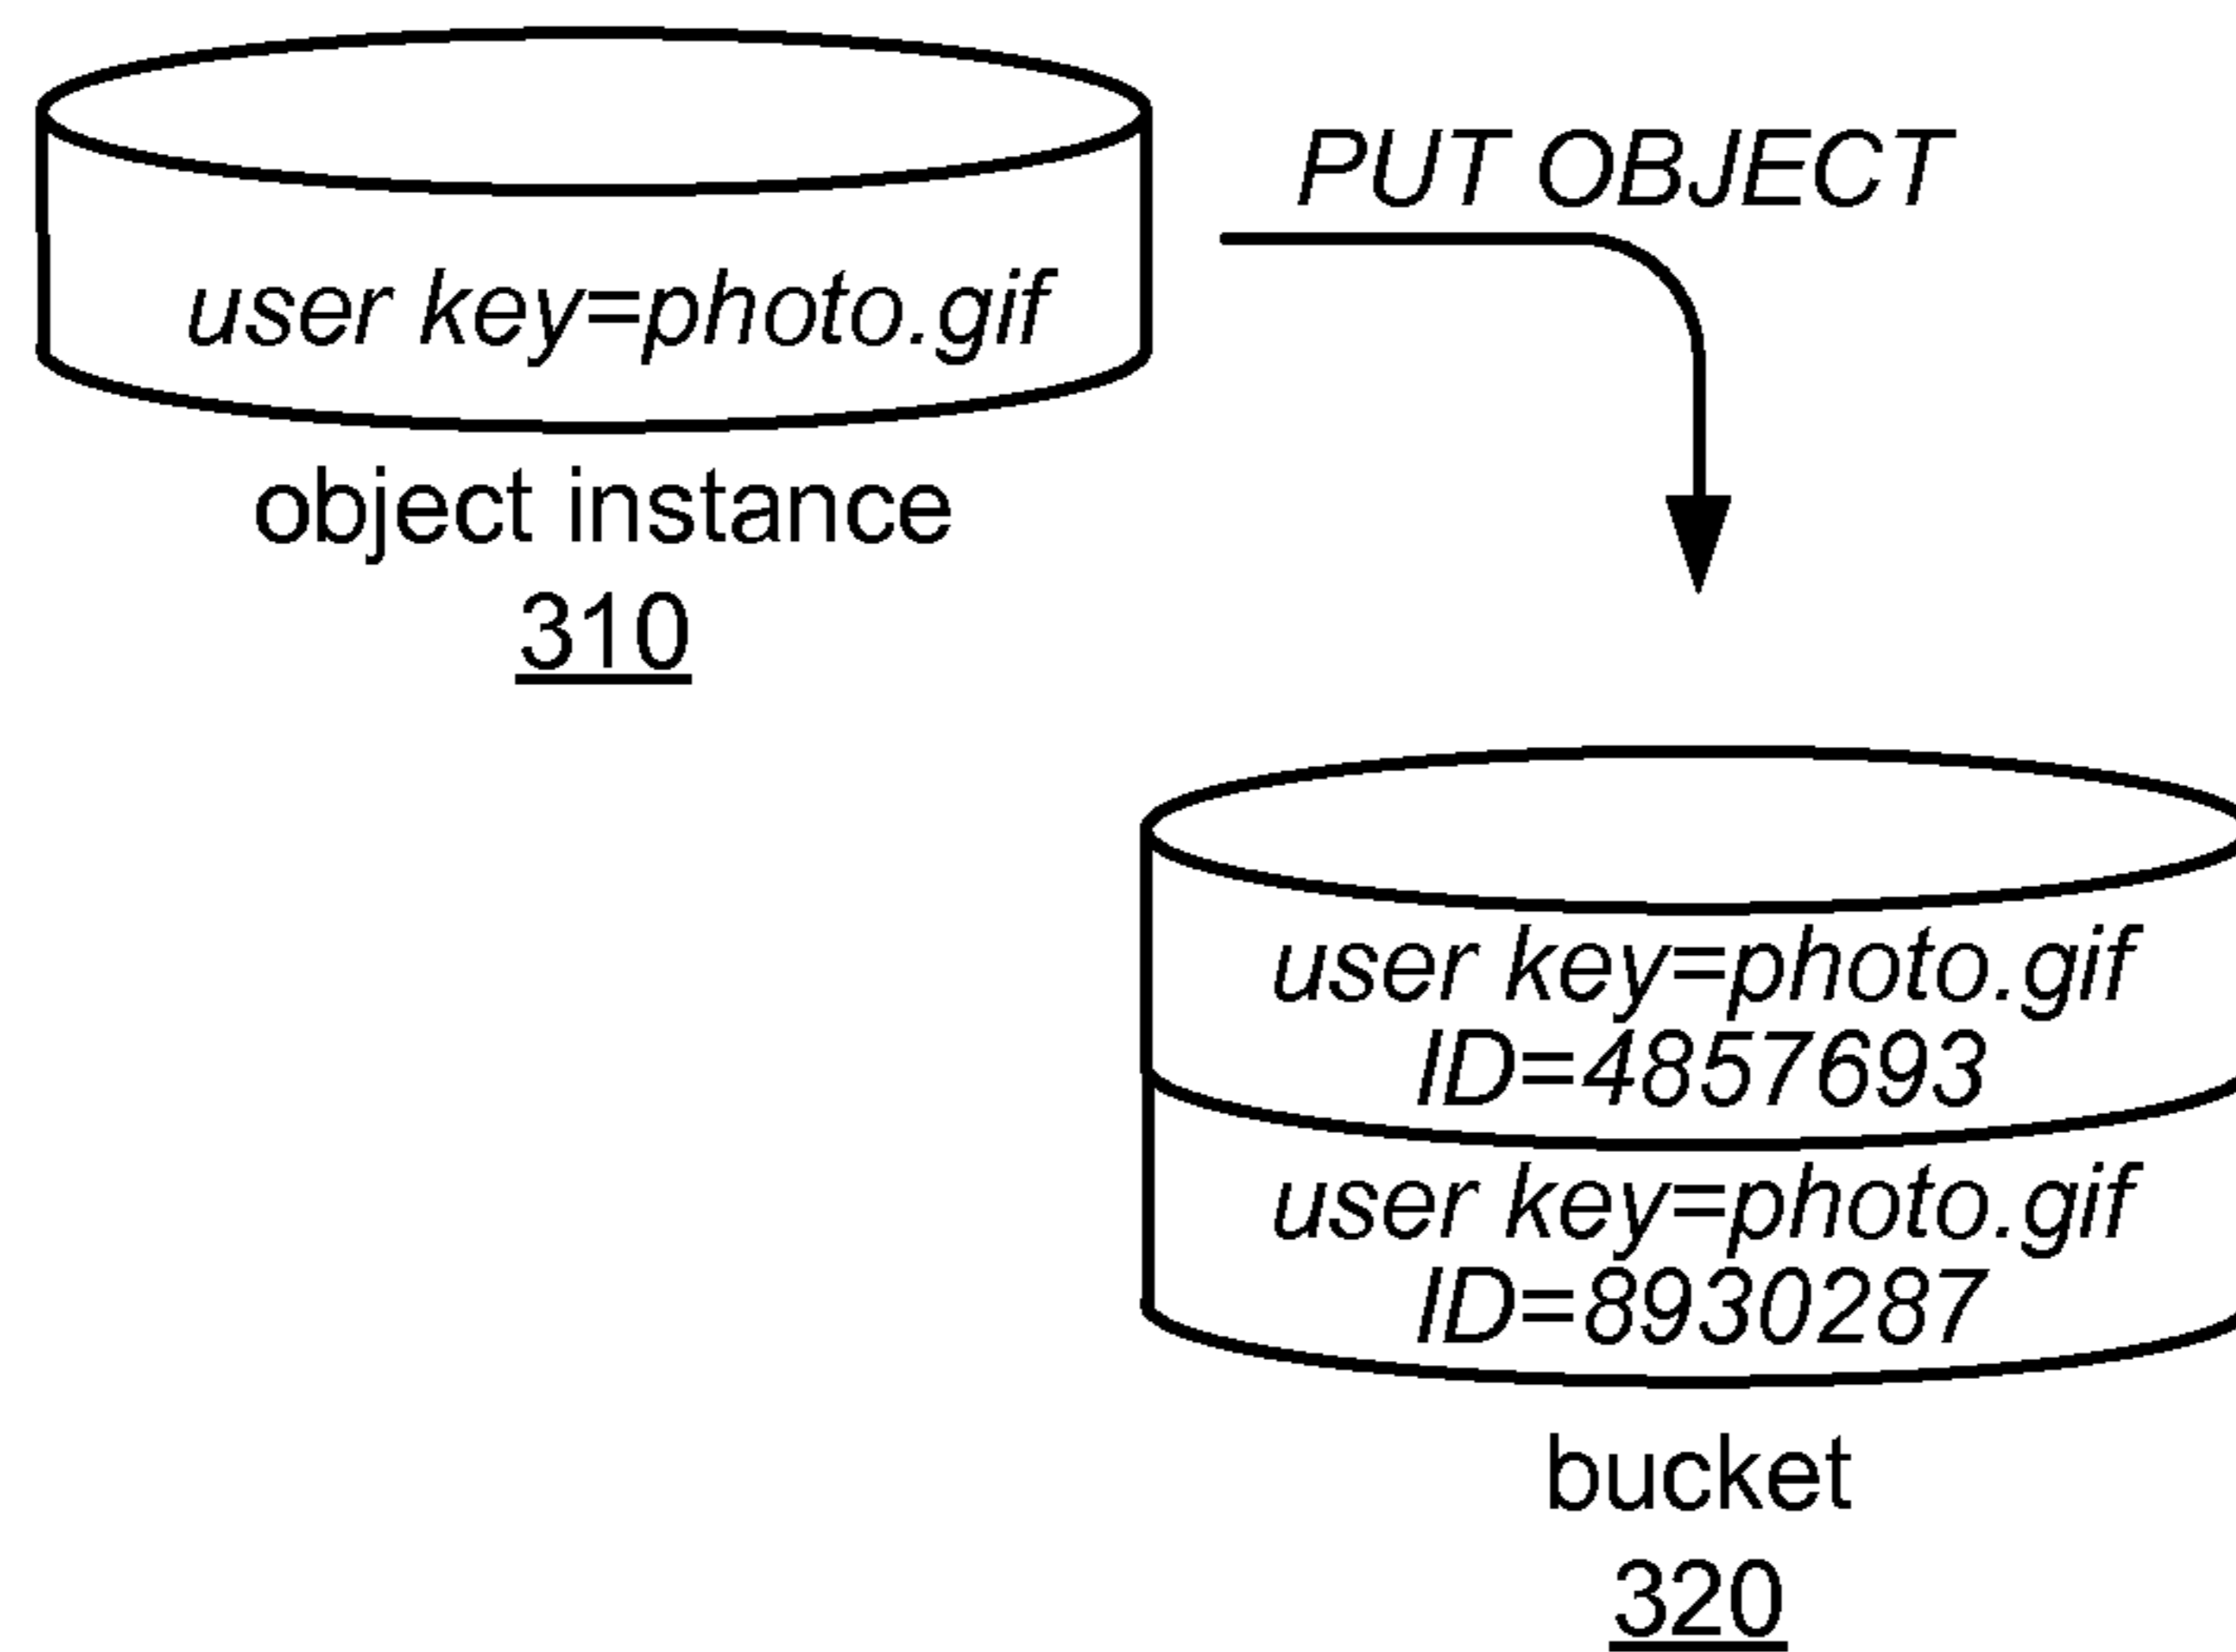 PUT OBJECT
user key=photo.gif
object instance
310
user key=photo.gif
ID=4857693
user key=photo.gif
ID=8930287
bucket
320